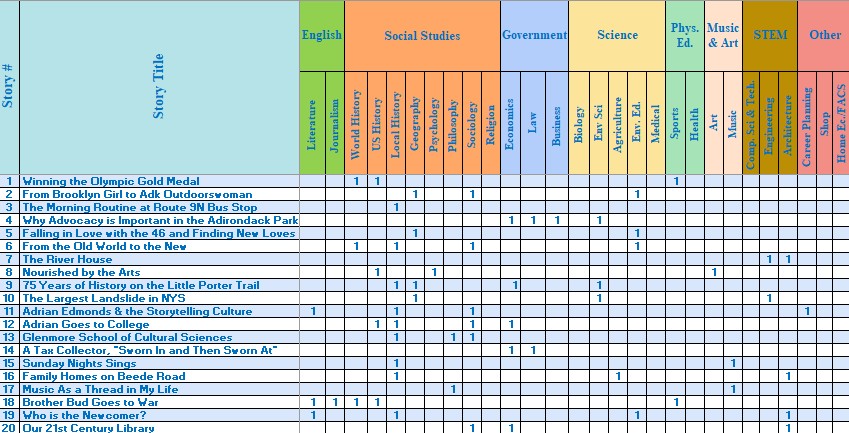 Story #
Story Title
English
Social Studies
Government
Science
Phys. Ed.
Music & Art
STEM
Other
Literature
Journalism
World History
US History
Local History
Geography
Psychology
Philosophy
Sociology
Religion
Economics
Law
Business
Biology
Env Sci
Agriculture
Env. Ed.
Medical
Sports
Health
Art
Music
Comp. Sci & Tech.
Engineering
Architecture
Career Planning
Shop
Home Ec./FACS
1 Winning the Olympic Gold Medal 1 1 1
2 From Brooklyn Girl to Adk Outdoorswoman 1 1 1
3 The Morning Routine at Route 9N Bus Stop 1
4 Why Advocacy is Important in the Adirondack Park 1 1 1 1
5 Falling in Love with the 46 and Finding New Loves 1 1
6 From the Old World to the New 1 1 1 1
7 The River House 1 1
8 Nourished by the Arts 1 1 1
9 75 Years of History on the Little Porter Trail 1 1 1 1
10 The Largest Landslide in NYS 1 1 1
11 Adrian Edmonds & the Storytelling Culture 1 1 1 1
12 Adrian Goes to College 1 1 1 1
13 Glenmore School of Cultural Sciences 1 1 1
14 A Tax Collector, "Sworn In and Then Sworn At" 1 1
15 Sunday Nights Sings 1 1
16 Family Homes on Beede Road 1 1 1
17 Music As a Thread in My Life 1 1
18 Brother Bud Goes to War 1 1 1 1 1
19 Who is the Newcomer? 1 1 1 1
20 Our 21st Century Library 1 1 1